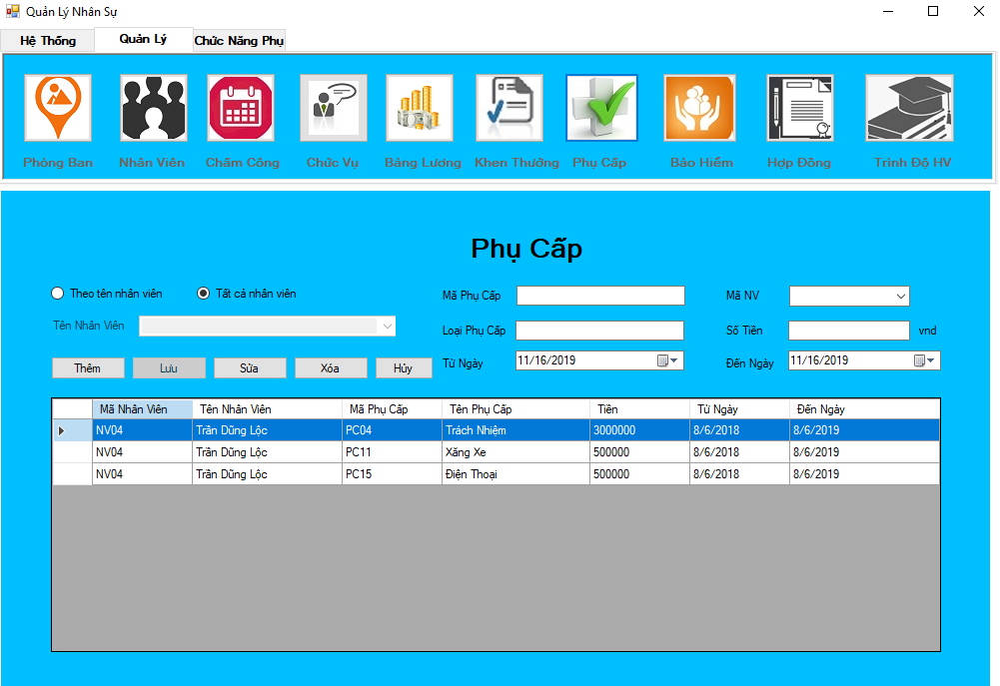 Quản Lý Nhân Sự
Hệ Thống Quản Lý Chức Năng Phụ
Phòng Ban Nhân Viên Chấm Công Chức Vụ Bảng Lương Khen Thưởng Phụ Cấp Bảo Hiểm Hợp Đồng Trình Độ HV
Phụ Cấp
Theo tên nhân viên Tất cả nhân viên Mã Phụ Cấp Mã NV
Tên Nhân Viên Loại Phụ Cấp Số Tiền vnd
Thêm Lưu Sửa Xóa Hủy Từ Ngày 11/16/2019 Đến Ngày 11/16/2019
Mã Nhân Viên Tên Nhân Viên Mã Phụ Cấp Tên Phụ Cấp Tiền Từ Ngày Đến Ngày
NV04 Trần Dũng Lộc PC04 Trách Nhiệm 3000000 8/6/2018 8/6/2019
NV04 Trần Dũng Lộc PC11 Xăng Xe 500000 8/6/2018 8/6/2019
NV04 Trần Dũng Lộc PC15 Điện Thoại 500000 8/6/2018 8/6/2019